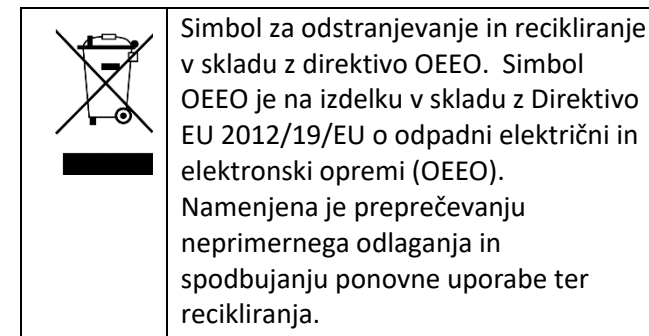 Simbol za odstranjevanje in recikliranje
v skladu z direktivo OEEO.  Simbol
OEEO je na izdelku v skladu z Direktivo
EU 2012/19/EU o odpadni električni in
elektronski opremi (OEEO).
Namenjena je preprečevanju
neprimernega odlaganja in
spodbujanju ponovne uporabe ter
recikliranja.